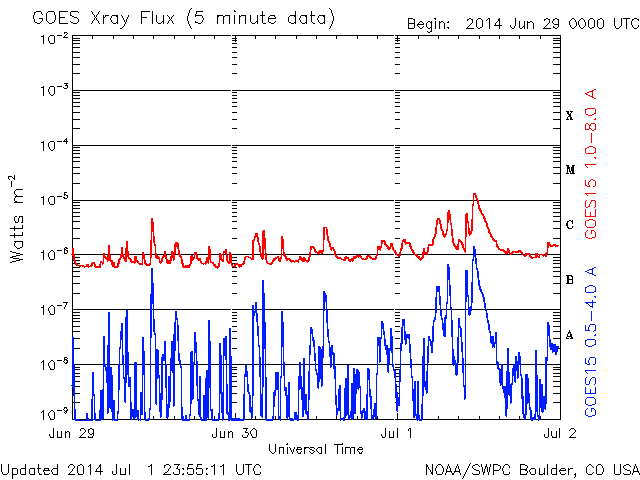 GOES Xray Flux (5 minute data)
Begin: 2014 Jun 29 0000 UTC
10-2
10-3
10-4
10-5
10-6
10-7
10-8
10-9
Watts m-2
X
M
C
B
A
GOES15 1.0-8.0 A
GOES15 0.5-4.0 A
Jun 29
Jun 30
Jul 1
Jul 2
Universal Time
Updated 2014 Jul 1 23:55:11 UTC
NOAA/SWPC Boulder, CO USA